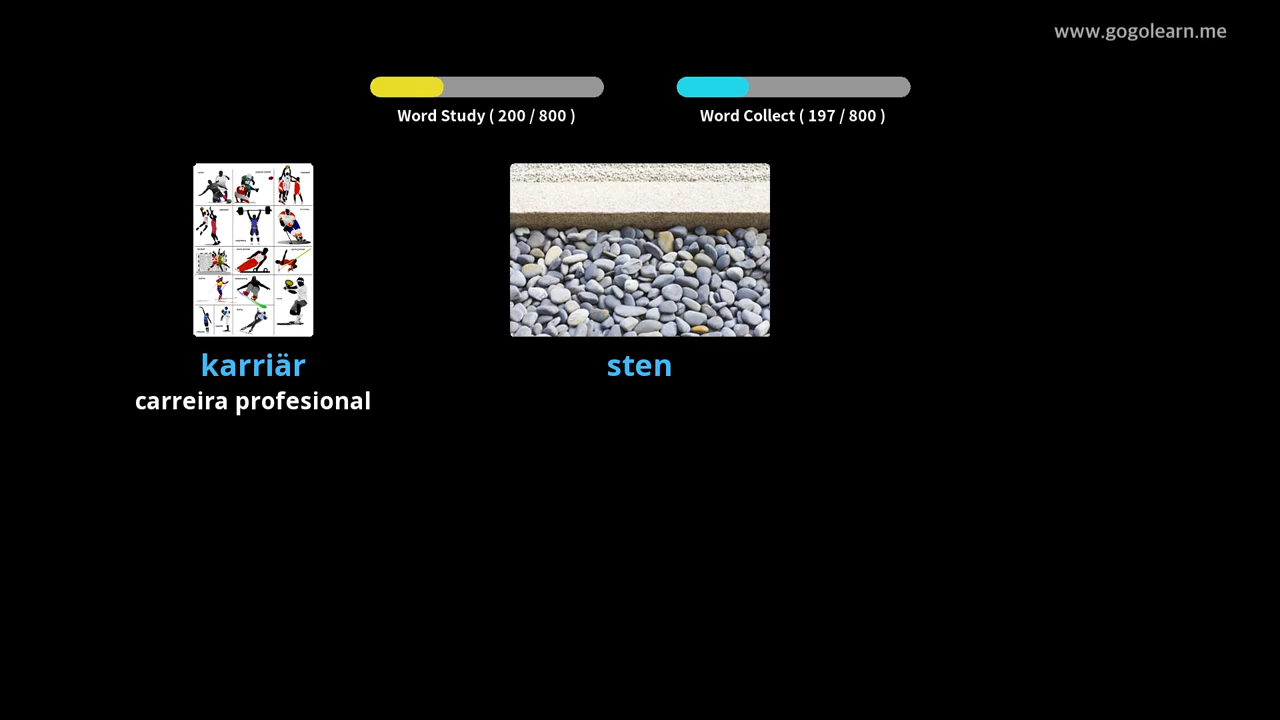 www.gogolearn.me
Word Study ( 200 / 800 )
Word Collect ( 197 / 800 )
karriär
carreira profesional
sten